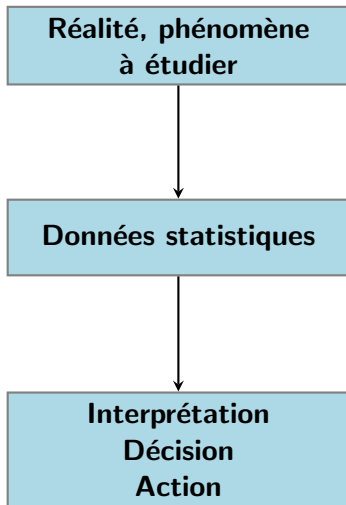 Réalité, phénomène
à étudier
Données statistiques
Interprétation
Décision
Action